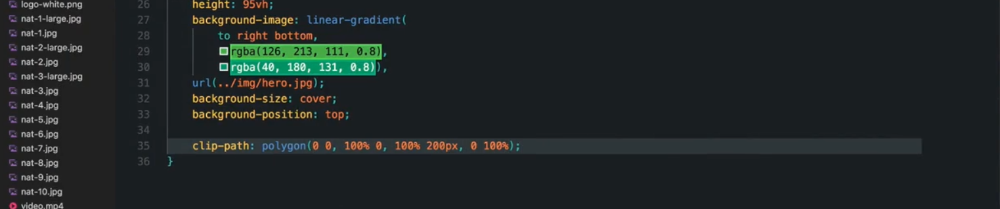 logo-white.png
nat-1-large.jpg
nat-1.jpg
nat-2-large.jpg
nat-2.jpg
nat-3-large.jpg
nat-3.jpg
nat-4.jpg
nat-5.jpg
nat-6.jpg
nat-7.jpg
nat-8.jpg
nat-9.jpg
nat-10.jpg
video.mp4
26 height: 95vh;
27 background-image: linear-gradient(
28 to right bottom,
29 rgba(126, 213, 111, 0.8),
30 rgba(40, 180, 131, 0.8)),
31 url(../img/hero.jpg);
32 background-size: cover;
33 background-position: top;
34
35 clip-path: polygon(0 0, 100% 0, 100% 200px, 0 100%);
36 }